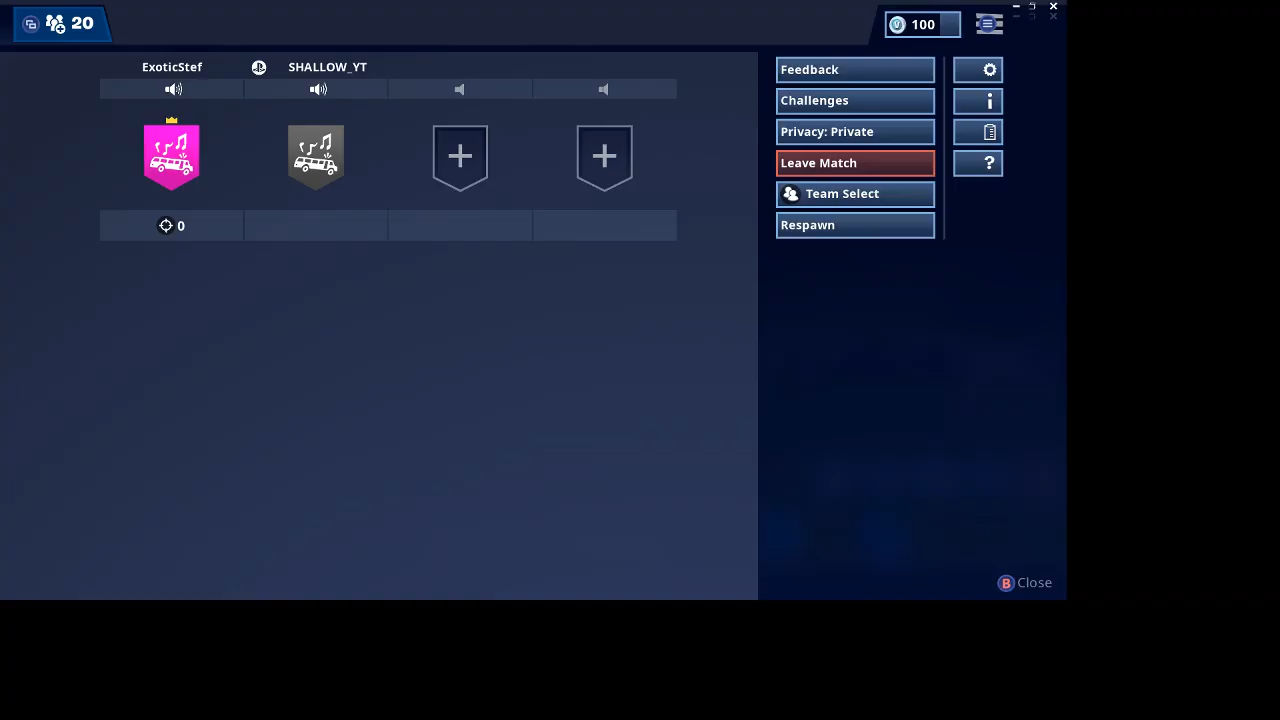 20
100
ExoticStef
SHALLOW_YT
0
Feedback
Challenges
Privacy: Private
Leave Match
Team Select
Respawn
i
?
B Close